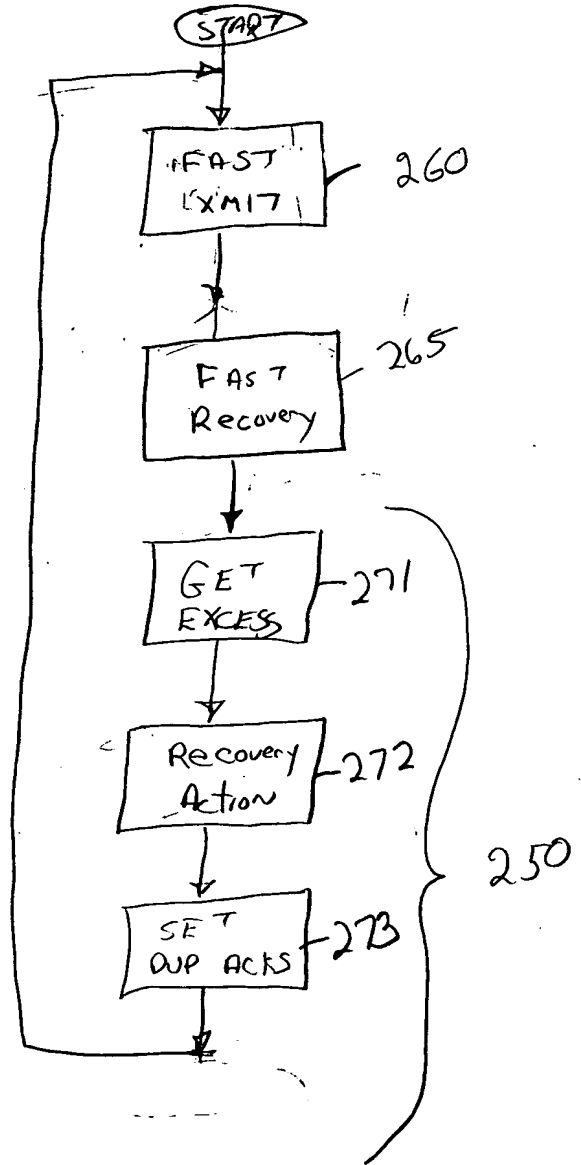 START
FAST
XMIT
260
FAST
Recovery
265
GET
EXCESS
271
Recovery
Action
272
SET
DUP ACKS
273
250